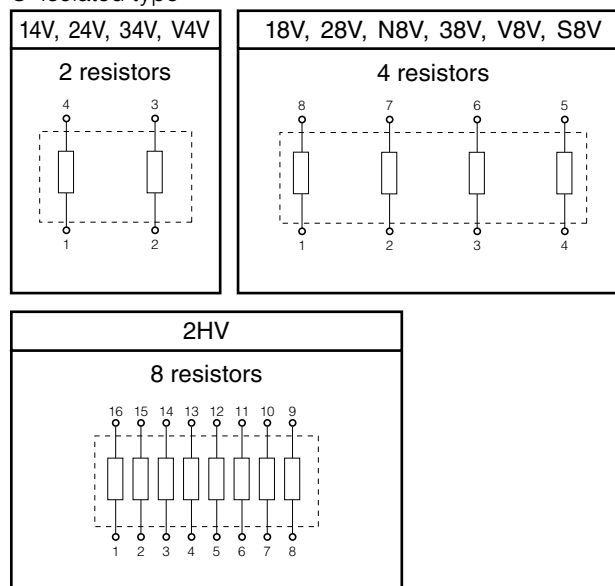 14V, 24V, 34V, V4V
2 resistors
4 3
1 2
18V, 28V, N8V, 38V, V8V, S8V
4 resistors
8 7 6 5
1 2 3 4
2HV
8 resistors
16 15 14 13 12 11 10 9
1 2 3 4 5 6 7 8